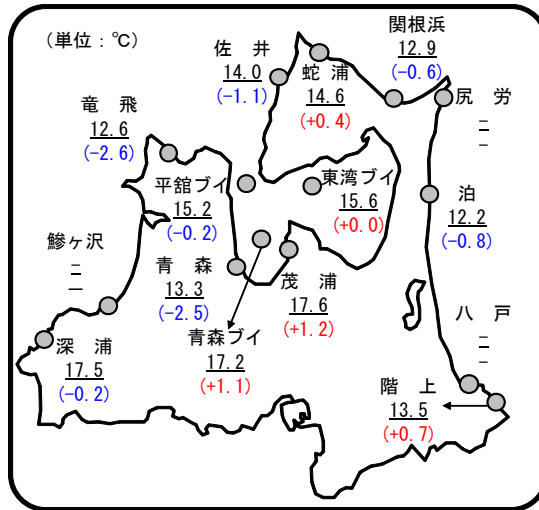 (単位：℃)
関根浜
12.9
(-0.6)
佐井
14.0
(-1.1)
蛇浦
14.6
(+0.4)
尻労
－
－
竜飛
12.6
(-2.6)
平舘ブイ
15.2
(-0.2)
東湾ブイ
15.6
(+0.0)
泊
12.2
(-0.8)
鰺ヶ沢
－
－
青森
13.3
(-2.5)
茂浦
17.6
(+1.2)
八戸
－
－
深浦
17.5
(-0.2)
青森ブイ
17.2
(+1.1)
階上
13.5
(+0.7)